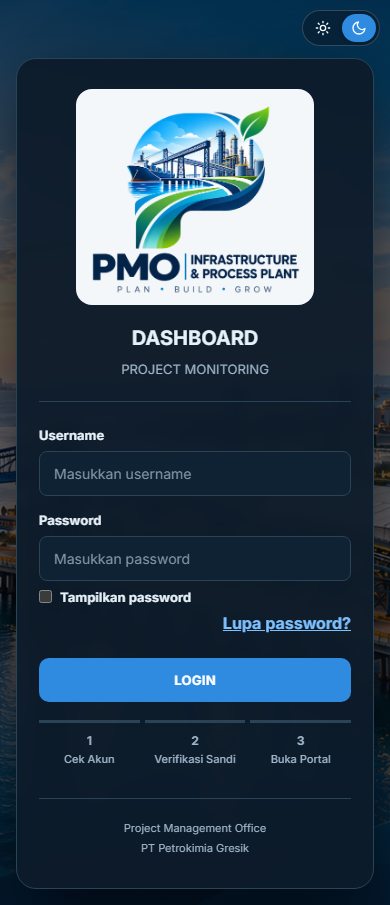 PMO INFRASTRUCTURE
& PROCESS PLANT
PLAN • BUILD • GROW
DASHBOARD
PROJECT MONITORING
Username
Masukkan username
Password
Masukkan password
Tampilkan password
Lupa password?
LOGIN
1
Cek Akun
2
Verifikasi Sandi
3
Buka Portal
Project Management Office
PT Petrokimia Gresik